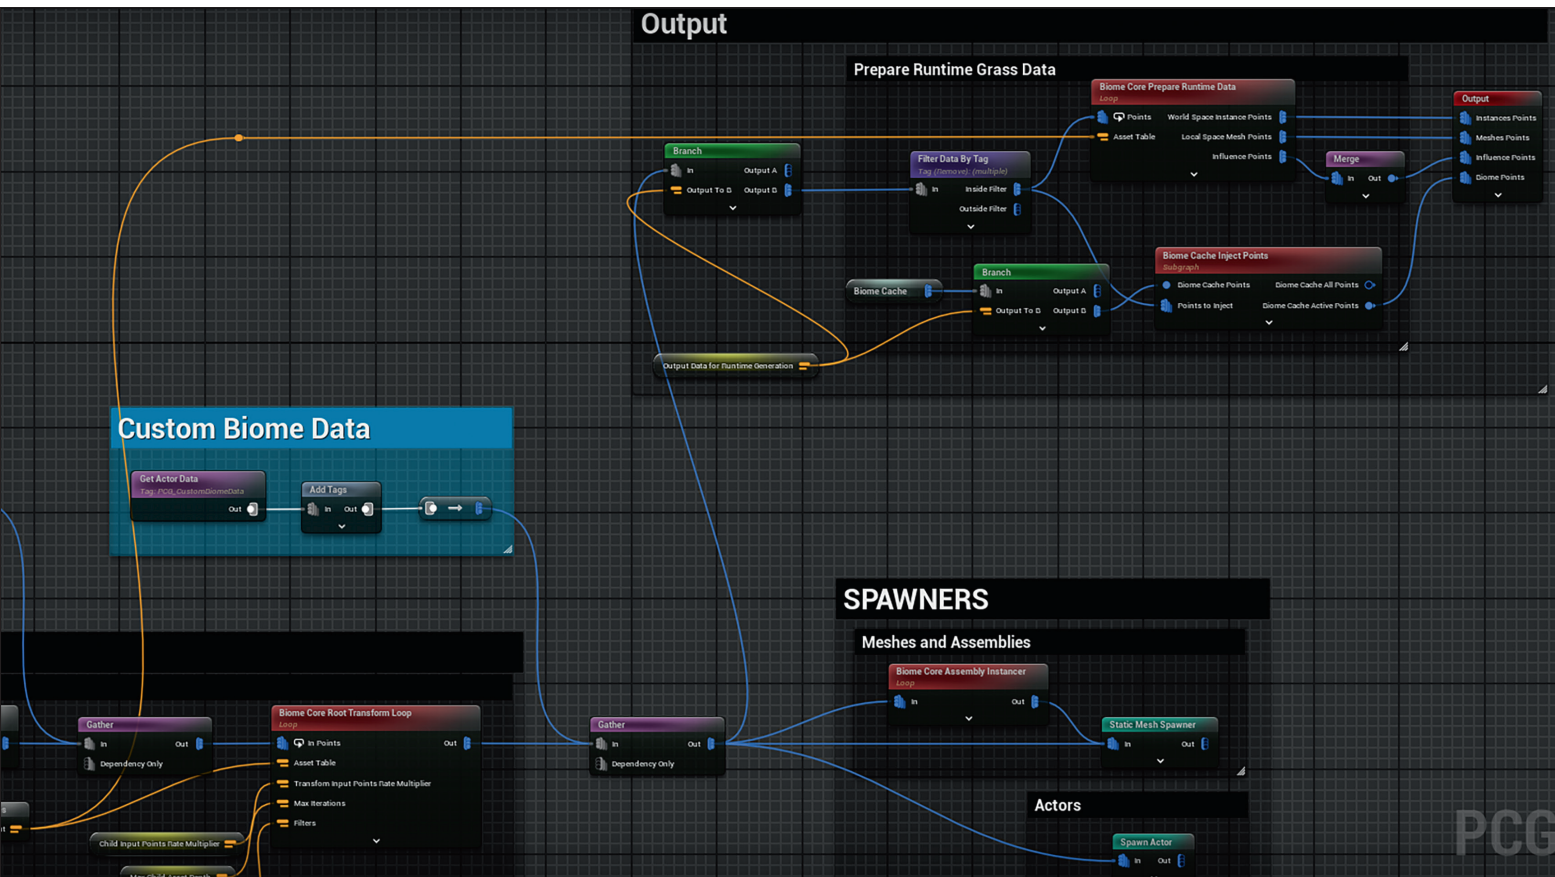 Output
Prepare Runtime Grass Data
Biome Core Prepare Runtime Data
Loop
Points
World Space Instance Points
Asset Table
Local Space Mesh Points
Influence Points
Output
Instances Points
Meshes Points
Influence Points
Biome Points
Branch
In
Output A
Output To B
Output B
Filter Data By Tag
Tag (Remove): (multiple)
In
Inside Filter
Outside Filter
Merge
In
Out
Biome Cache
Branch
In
Output A
Output To B
Output B
Biome Cache Inject Points
Subgraph
Biome Cache Points
Biome Cache All Points
Points to Inject
Biome Cache Active Points
Output Data for Runtime Generation
Custom Biome Data
Get Actor Data
Tag: PCG_CustomBiomeData
Out
Add Tags
In
Out
SPAWNERS
Meshes and Assemblies
Biome Core Assembly Instancer
Loop
In
Out
Static Mesh Spawner
In
Out
Gather
In
Out
Dependency Only
Biome Core Root Transform Loop
Loop
In Points
Out
Asset Table
Transfom Input Points Rate Multiplier
Max Iterations
Filters
Gather
In
Out
Dependency Only
Child Input Points Rate Multiplier
Actors
Spawn Actor
In
Out
PCG